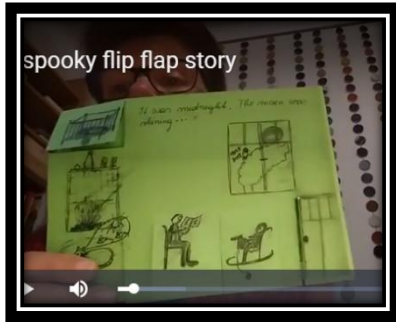 spooky flip flap story
It was midnight. The moon was
shining..."